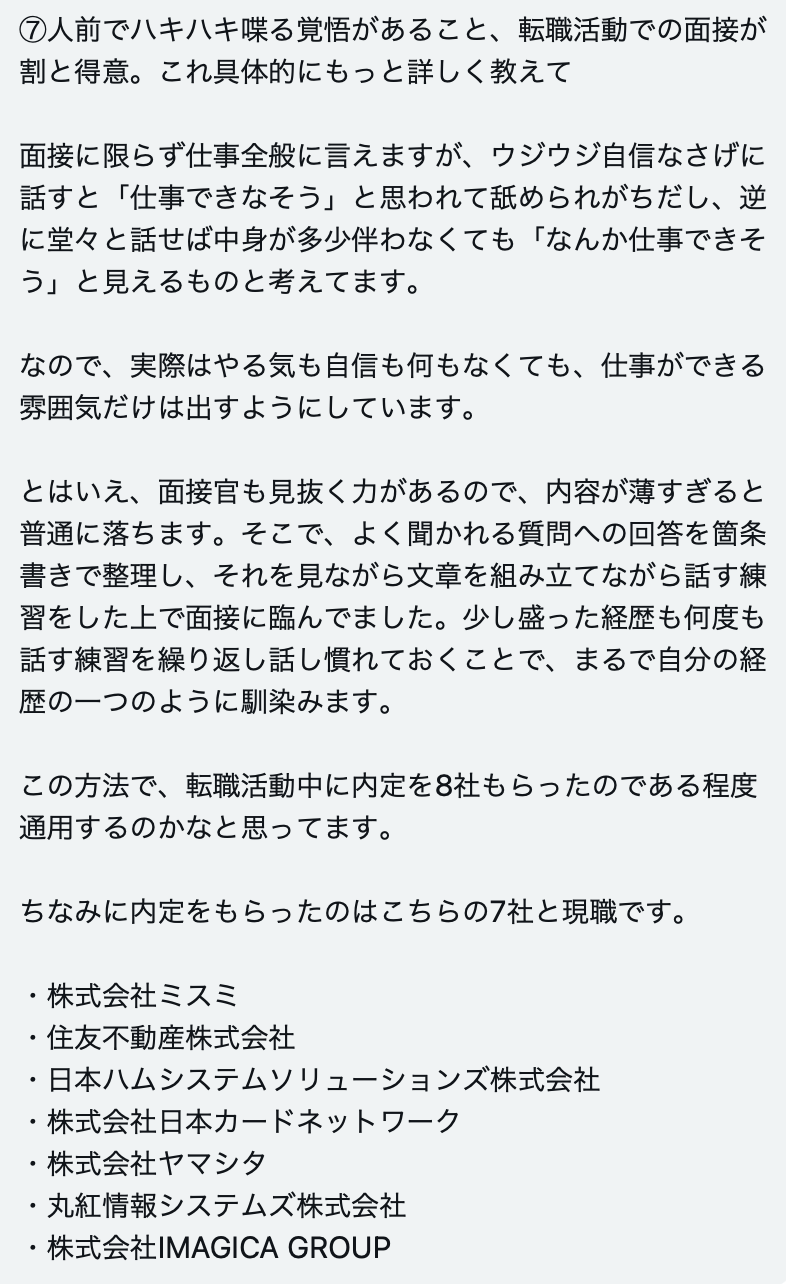 ⑦人前でハキハキ喋る覚悟があること、転職活動での面接が
割と得意。これ具体的にもっと詳しく教えて
面接に限らず仕事全般に言えますが、ウジウジ自信なさげに
話すと「仕事できなそう」と思われて舐められがちだし、逆
に堂々と話せば中身が多少伴わなくても「なんか仕事できそ
う」と見えるものと考えてます。
なので、実際はやる気も自信も何もなくても、仕事ができる
雰囲気だけは出すようにしています。
とはいえ、面接官も見抜く力があるので、内容が薄すぎると
普通に落ちます。そこで、よく聞かれる質問への回答を箇条
書きで整理し、それを見ながら文章を組み立てながら話す練
習をした上で面接に臨んでました。少し盛った経歴も何度も
話す練習を繰り返し話し慣れておくことで、まるで自分の経
歴の一つのように馴染みます。
この方法で、転職活動中に内定を8社もらったのである程度
通用するのかなと思ってます。
ちなみに内定をもらったのはこちらの7社と現職です。
・株式会社ミスミ
・住友不動産株式会社
・日本ハムシステムソリューションズ株式会社
・株式会社日本カードネットワーク
・株式会社ヤマシタ
・丸紅情報システムズ株式会社
・株式会社IMAGICA GROUP